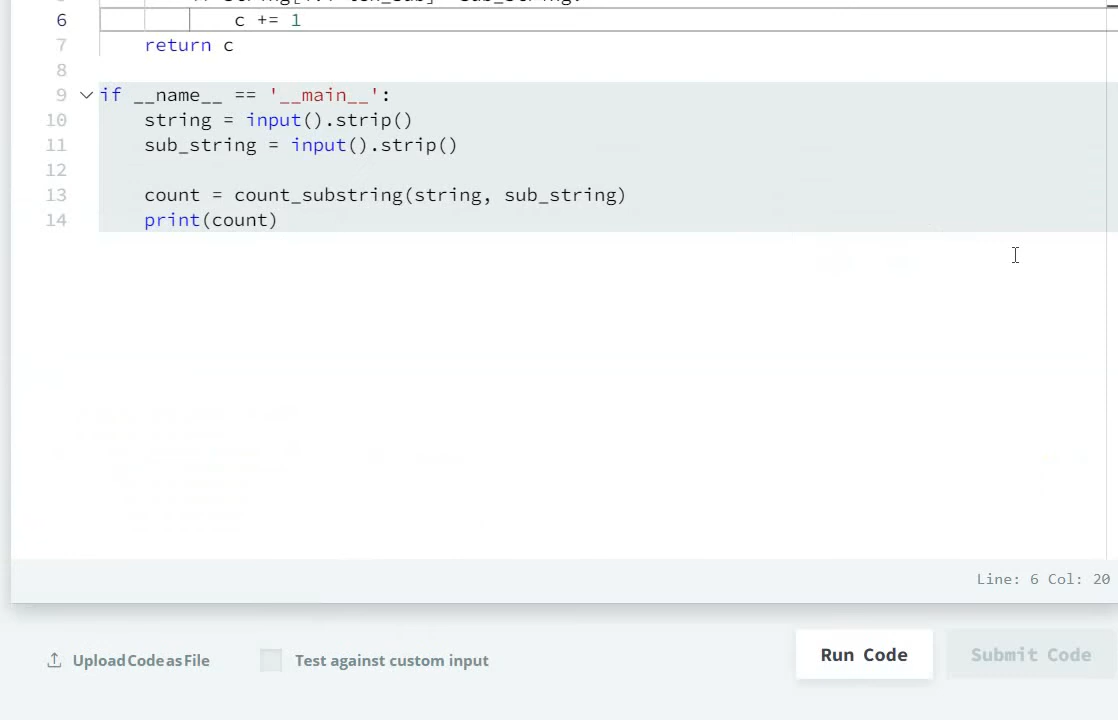 6 c += 1
7 return c
8
9 if __name__ == '__main__':
10 string = input().strip()
11 sub_string = input().strip()
12
13 count = count_substring(string, sub_string)
14 print(count)
Line: 6 Col: 20
Upload Code as File Test against custom input Run Code Submit Code